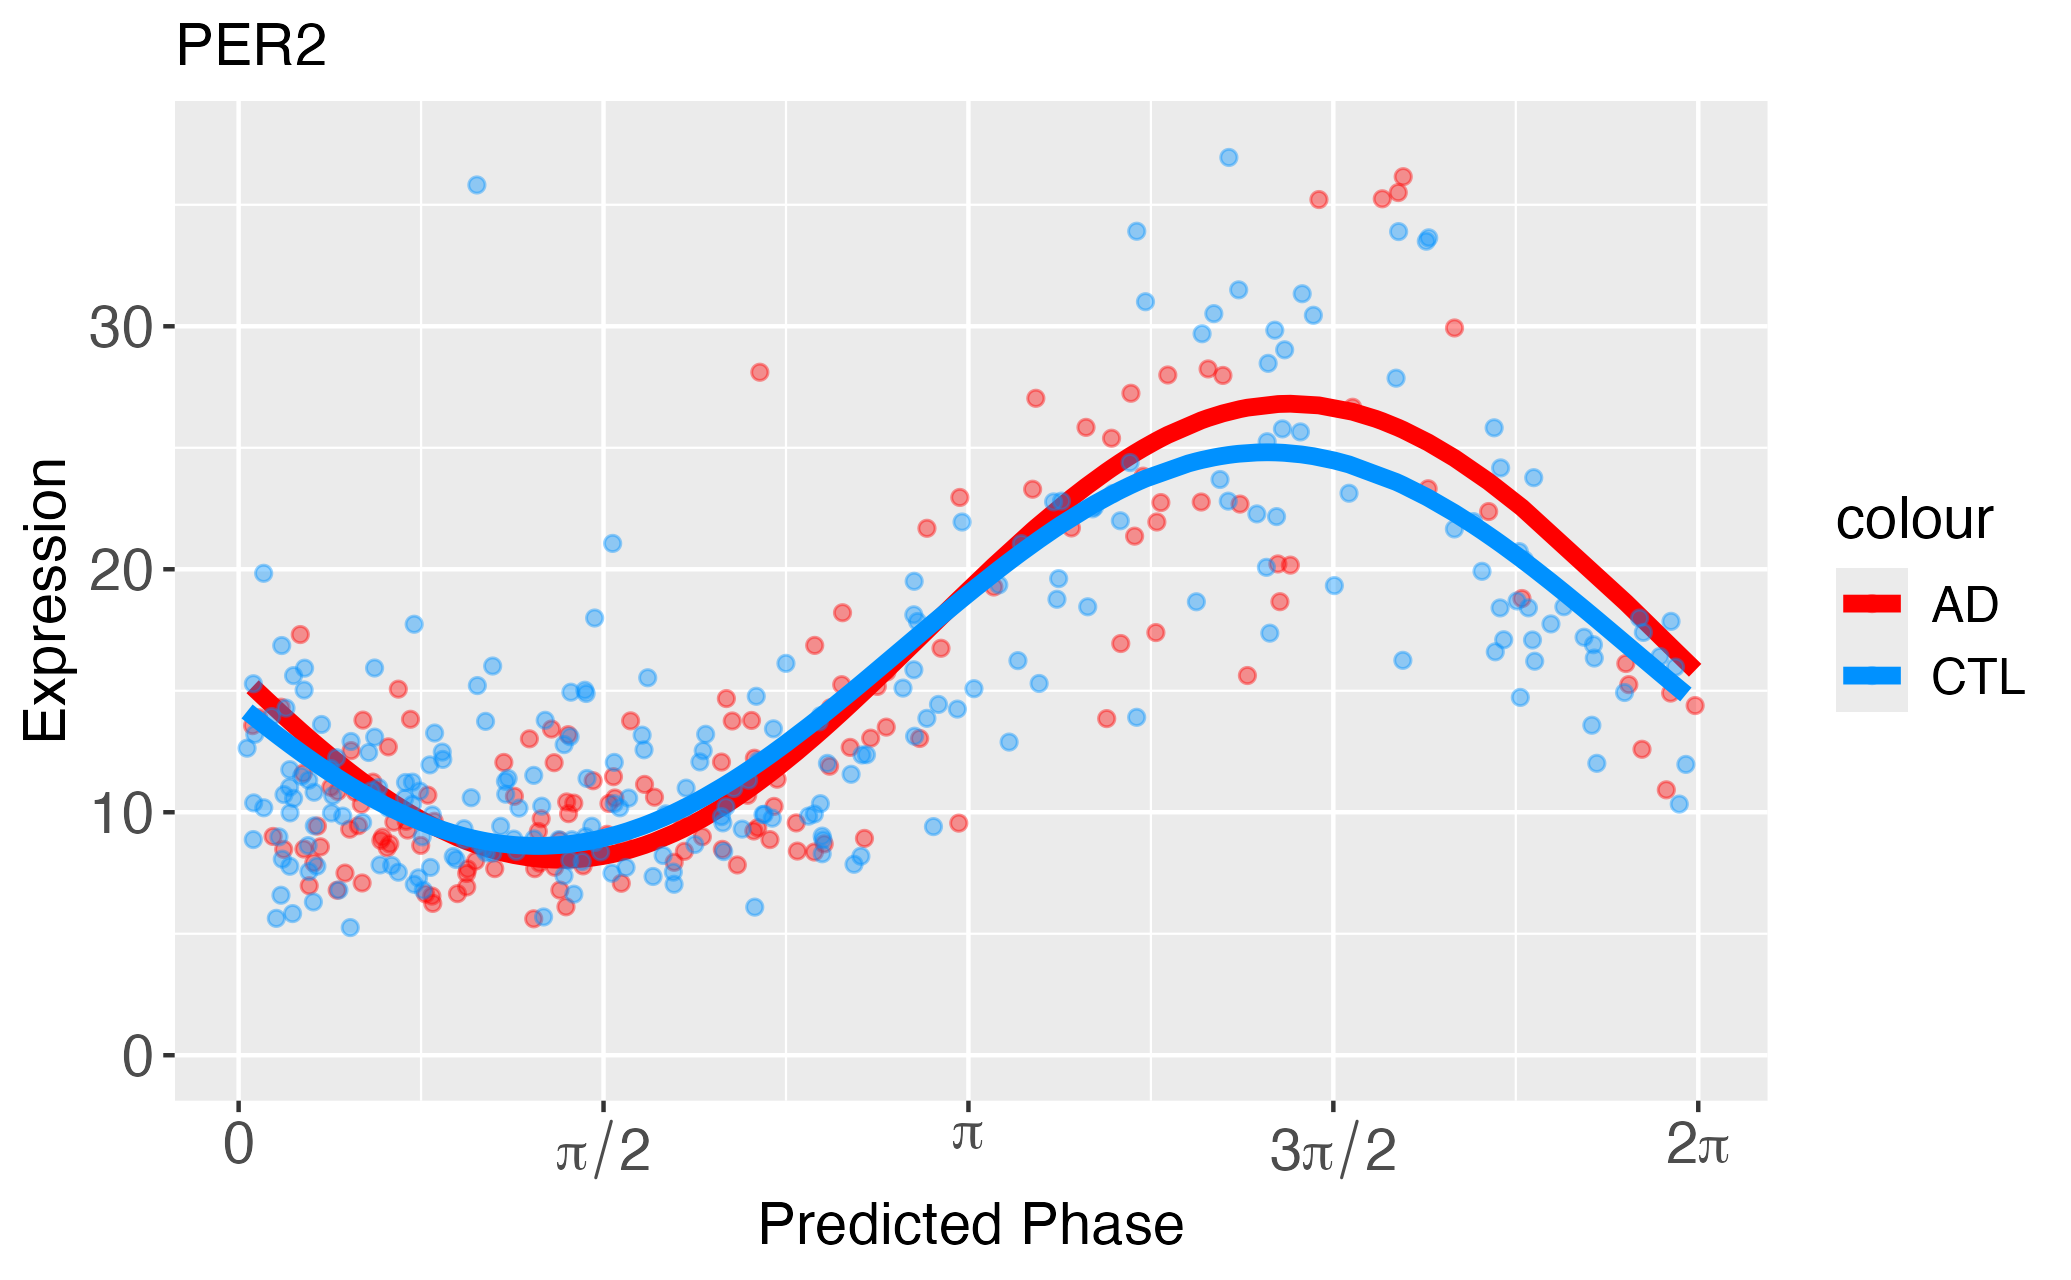 PER2
30
20
10
0
Expression
0
π/2
π
3π/2
2π
Predicted Phase
colour
AD
CTL